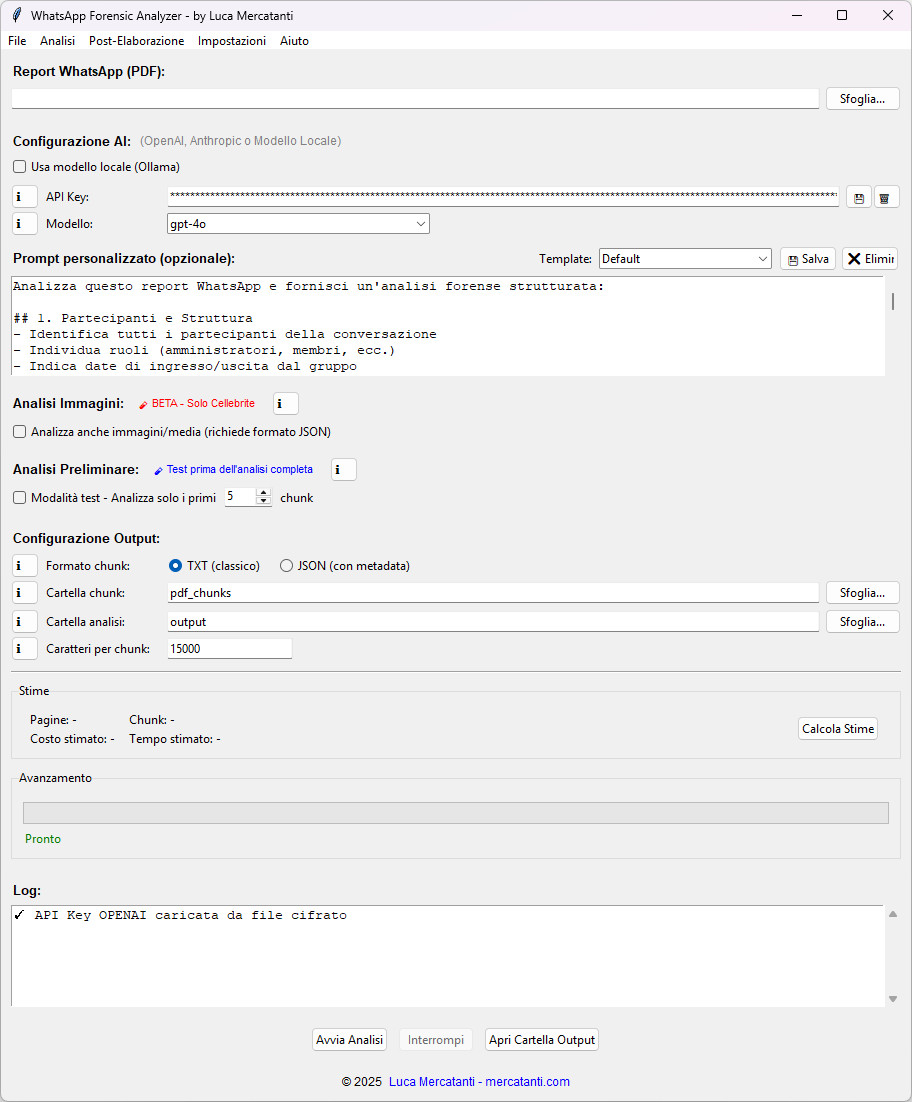 WhatsApp Forensic Analyzer - by Luca Mercatanti
File Analisi Post-Elaborazione Impostazioni Aiuto
Report WhatsApp (PDF):
Sfoglia...
Configurazione AI: (OpenAI, Anthropic o Modello Locale)
Usa modello locale (Ollama)
i API Key:
i Modello: gpt-4o
Prompt personalizzato (opzionale): Template: Default Salva Elimin
Analizza questo report WhatsApp e fornisci un'analisi forense strutturata:
## 1. Partecipanti e Struttura
- Identifica tutti i partecipanti della conversazione
- Individua ruoli (amministratori, membri, ecc.)
- Indica date di ingresso/uscita dal gruppo
Analisi Immagini: BETA - Solo Cellebrite i
Analizza anche immagini/media (richiede formato JSON)
Analisi Preliminare: Test prima dell'analisi completa i
Modalità test - Analizza solo i primi 5 chunk
Configurazione Output:
i Formato chunk: TXT (classico) JSON (con metadata)
i Cartella chunk: pdf_chunks Sfoglia...
i Cartella analisi: output Sfoglia...
i Caratteri per chunk: 15000
Stime
Pagine: - Chunk: -
Costo stimato: - Tempo stimato: -
Calcola Stime
Avanzamento
Pronto
Log:
✓ API Key OPENAI caricata da file cifrato
Avvia Analisi Interrompi Apri Cartella Output
© 2025 Luca Mercatanti - mercatanti.com